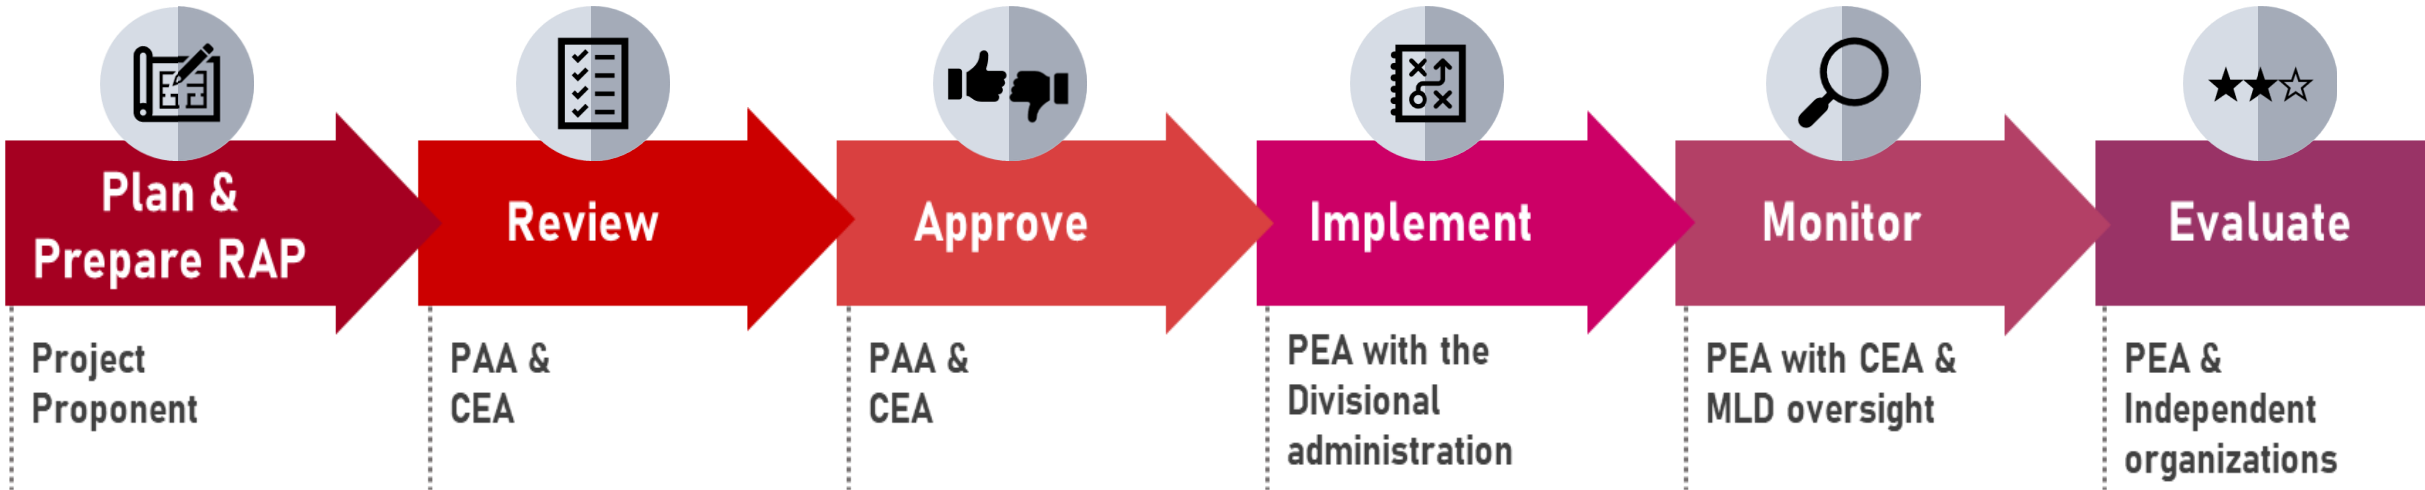 Plan &
Prepare RAP
Review
Approve
Implement
Monitor
Evaluate
Project
Proponent
PAA &
CEA
PAA &
CEA
PEA with the
Divisional
administration
PEA with CEA &
MLD oversight
PEA &
Independent
organizations